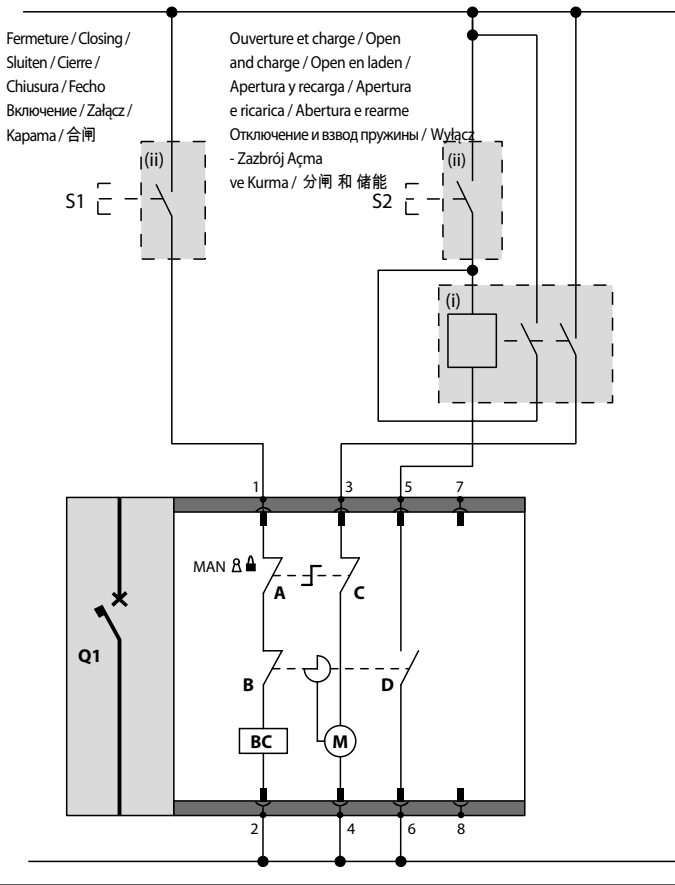 Fermeture / Closing /
Sluiten / Cierre /
Chiusura / Fecho
Включение / Załącz /
Kapama / 合闸
Ouverture et charge / Open
and charge / Open en laden /
Apertura y recarga / Apertura
e ricarica / Abertura e rearme
Отключение и взвод пружины / Wyłącz
- Zazbrój Açma
ve Kurma / 分闸 和 储能
(ii)
(ii)
S1
S2
(i)
1 3 5 7
MAN
A C
Q1
B D
BC M
2 4 6 8